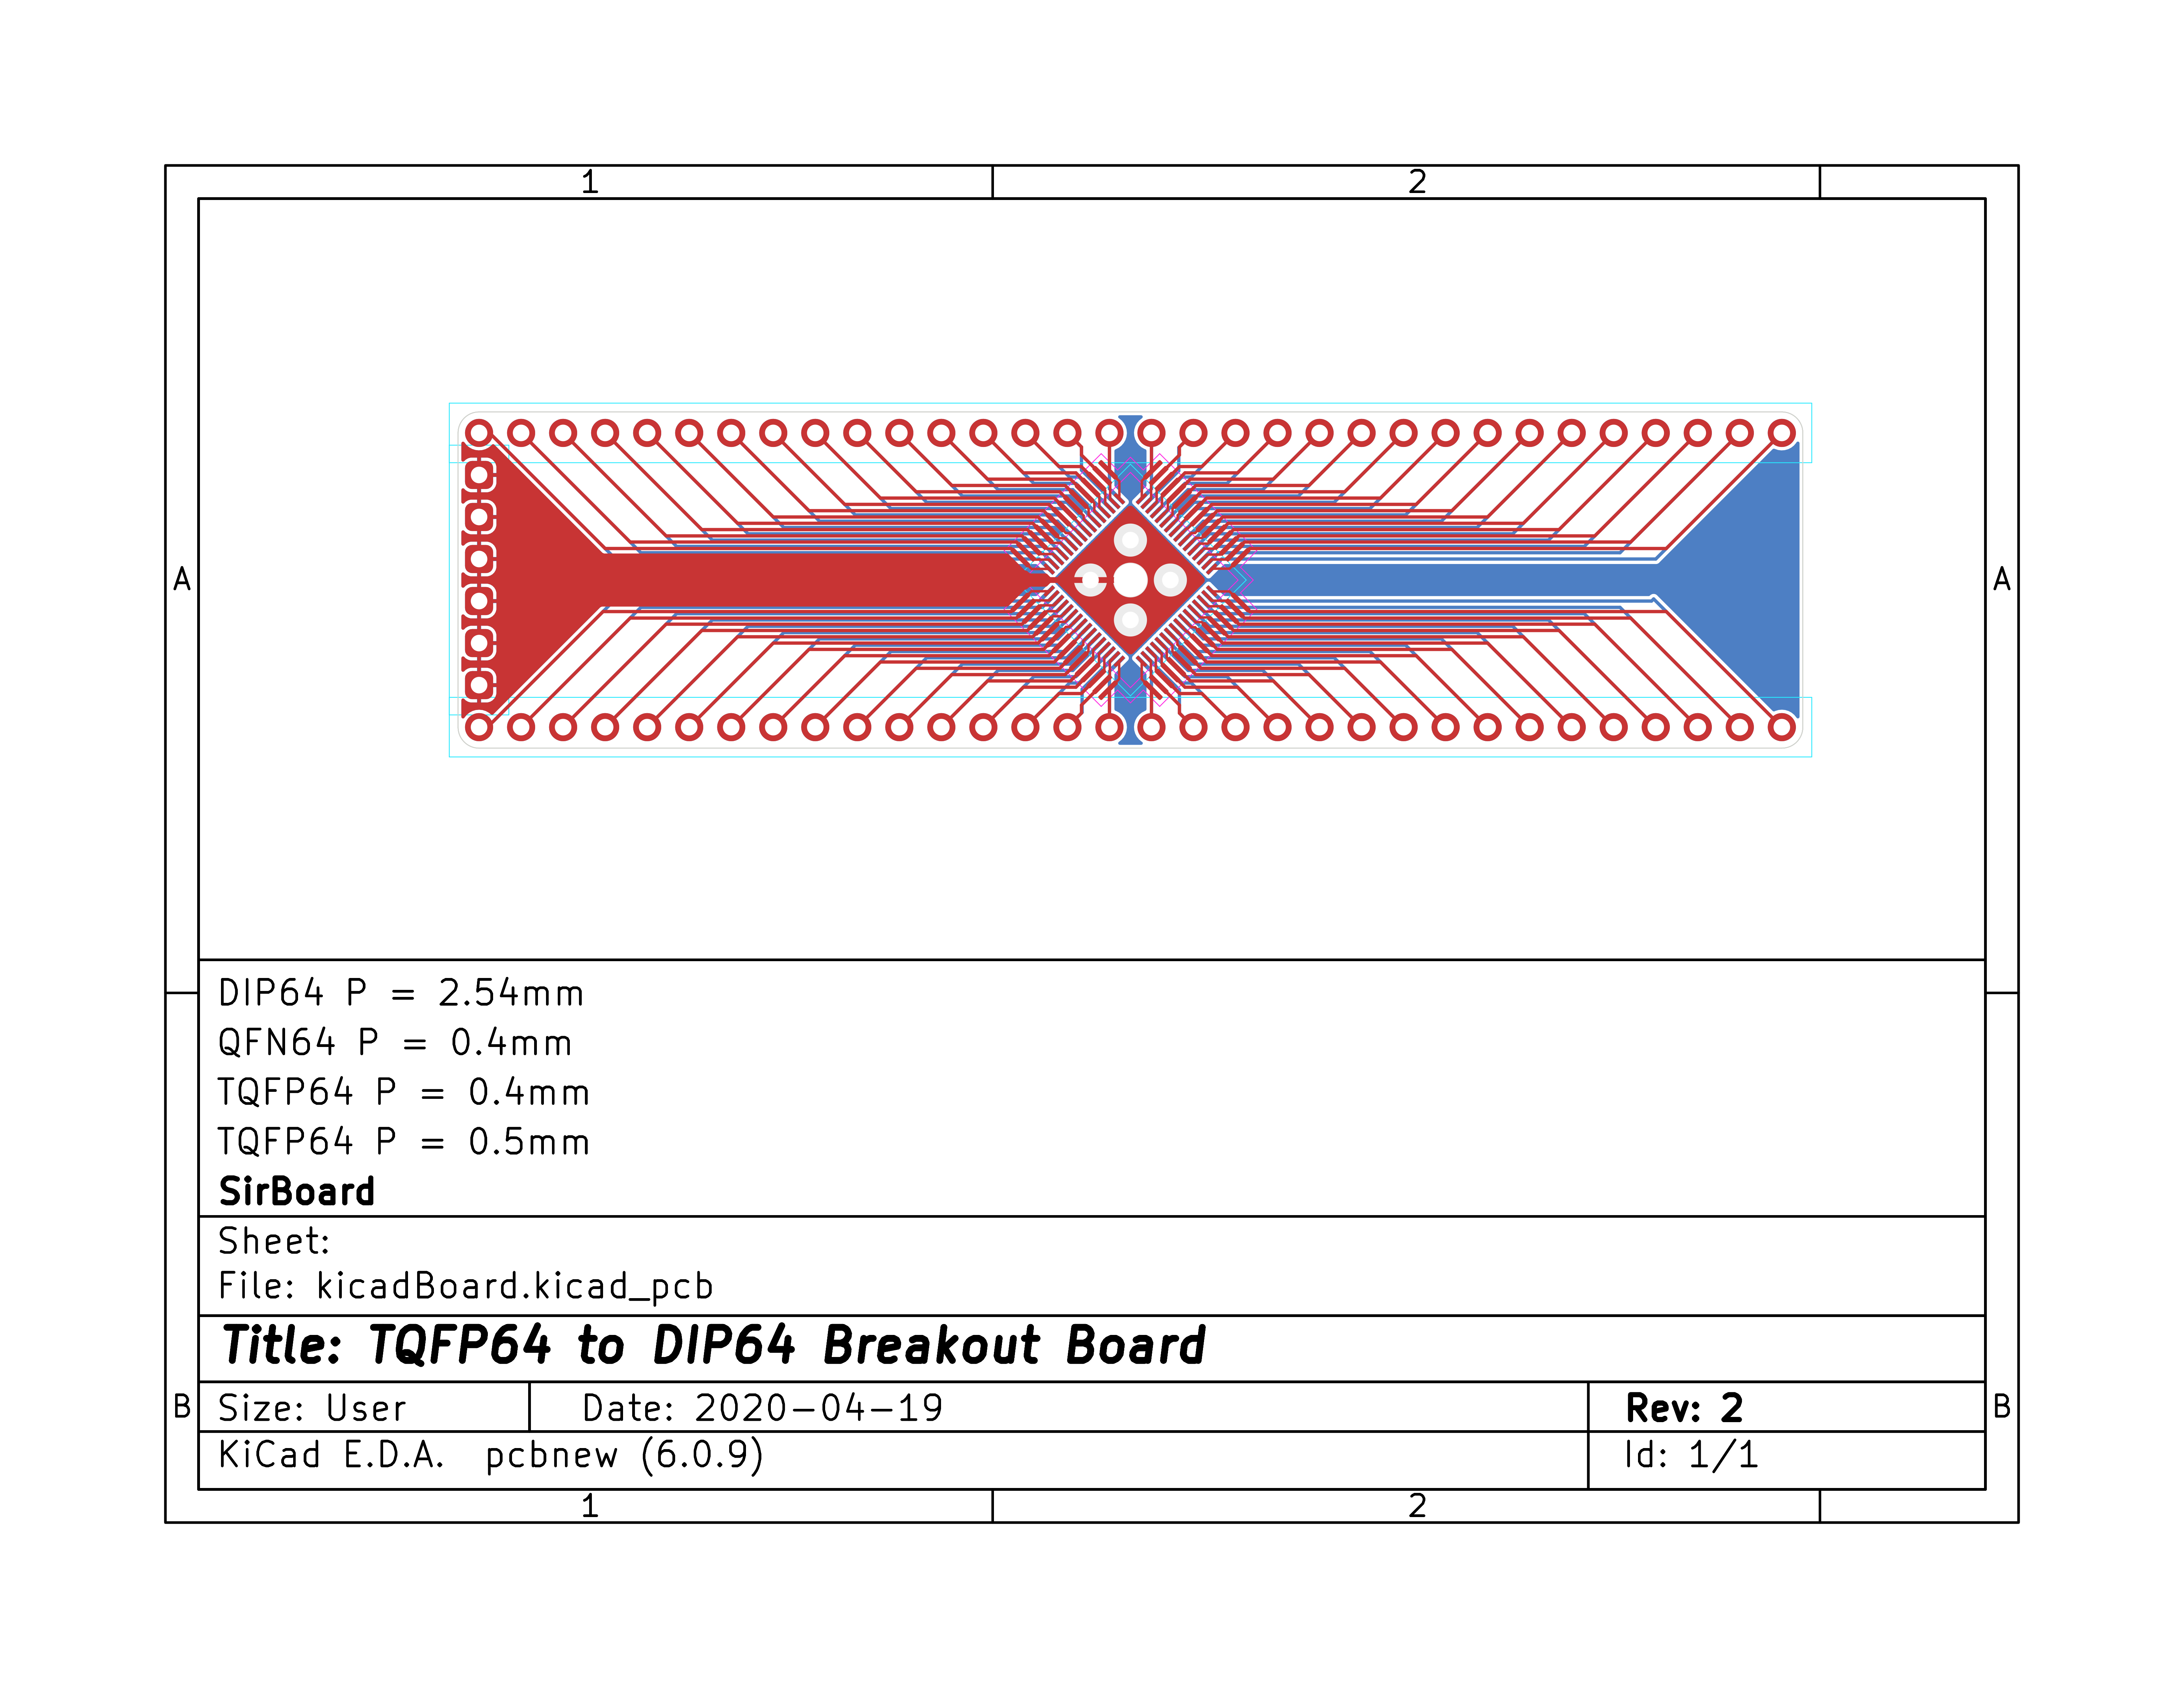 1 2
A A
DIP64 P = 2.54mm
QFN64 P = 0.4mm
TQFP64 P = 0.4mm
TQFP64 P = 0.5mm
SirBoard
Sheet:
File: kicadBoard.kicad_pcb
Title: TQFP64 to DIP64 Breakout Board
B Size: User Date: 2020-04-19 Rev: 2 B
KiCad E.D.A. pcbnew (6.0.9) Id: 1/1
1 2